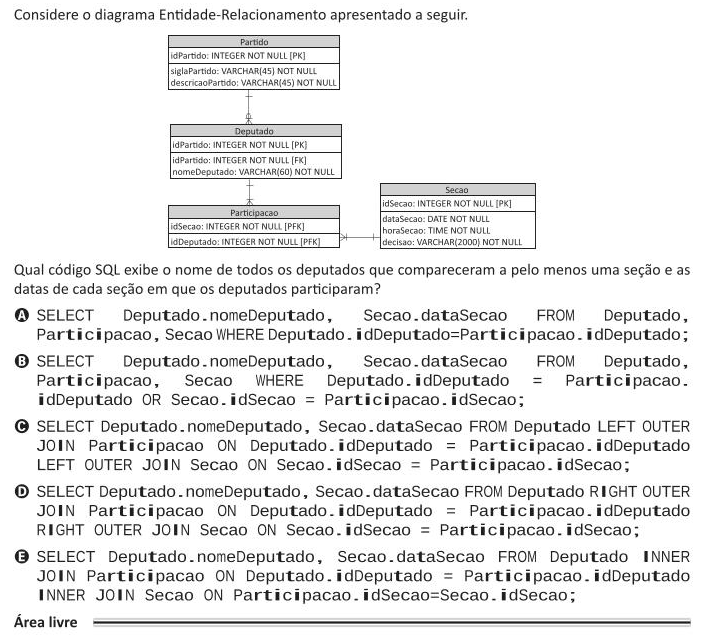 Considere o diagrama Entidade-Relacionamento apresentado a seguir.
Partido
idPartido: INTEGER NOT NULL [PK]
siglaPartido: VARCHAR(45) NOT NULL
descricaoPartido: VARCHAR(45) NOT NULL
Deputado
idPartido: INTEGER NOT NULL [PK]
idPartido: INTEGER NOT NULL [FK]
nomeDeputado: VARCHAR(60) NOT NULL
Participacao
idSecao: INTEGER NOT NULL [PFK]
idDeputado: INTEGER NOT NULL [PFK]
Secao
idSecao: INTEGER NOT NULL [PK]
dataSecao: DATE NOT NULL
horaSecao: TIME NOT NULL
decisao: VARCHAR(2000) NOT NULL
Qual código SQL exibe o nome de todos os deputados que compareceram a pelo menos uma seção e as
datas de cada seção em que os deputados participaram?
A SELECT Deputado.nomeDeputado, Secao.dataSecao FROM Deputado,
Participacao, Secao WHERE Deputado.idDeputado=Participacao.idDeputado;
B SELECT Deputado.nomeDeputado, Secao.dataSecao FROM Deputado,
Participacao, Secao WHERE Deputado.idDeputado = Participacao.
idDeputado OR Secao.idSecao = Participacao.idSecao;
C SELECT Deputado.nomeDeputado, Secao.dataSecao FROM Deputado LEFT OUTER
JOIN Participacao ON Deputado.idDeputado = Participacao.idDeputado
LEFT OUTER JOIN Secao ON Secao.idSecao = Participacao.idSecao;
D SELECT Deputado.nomeDeputado, Secao.dataSecao FROM Deputado RIGHT OUTER
JOIN Participacao ON Deputado.idDeputado = Participacao.idDeputado
RIGHT OUTER JOIN Secao ON Secao.idSecao = Participacao.idSecao;
E SELECT Deputado.nomeDeputado, Secao.dataSecao FROM Deputado INNER
JOIN Participacao ON Deputado.idDeputado = Participacao.idDeputado
INNER JOIN Secao ON Participacao.idSecao=Secao.idSecao;
Área livre